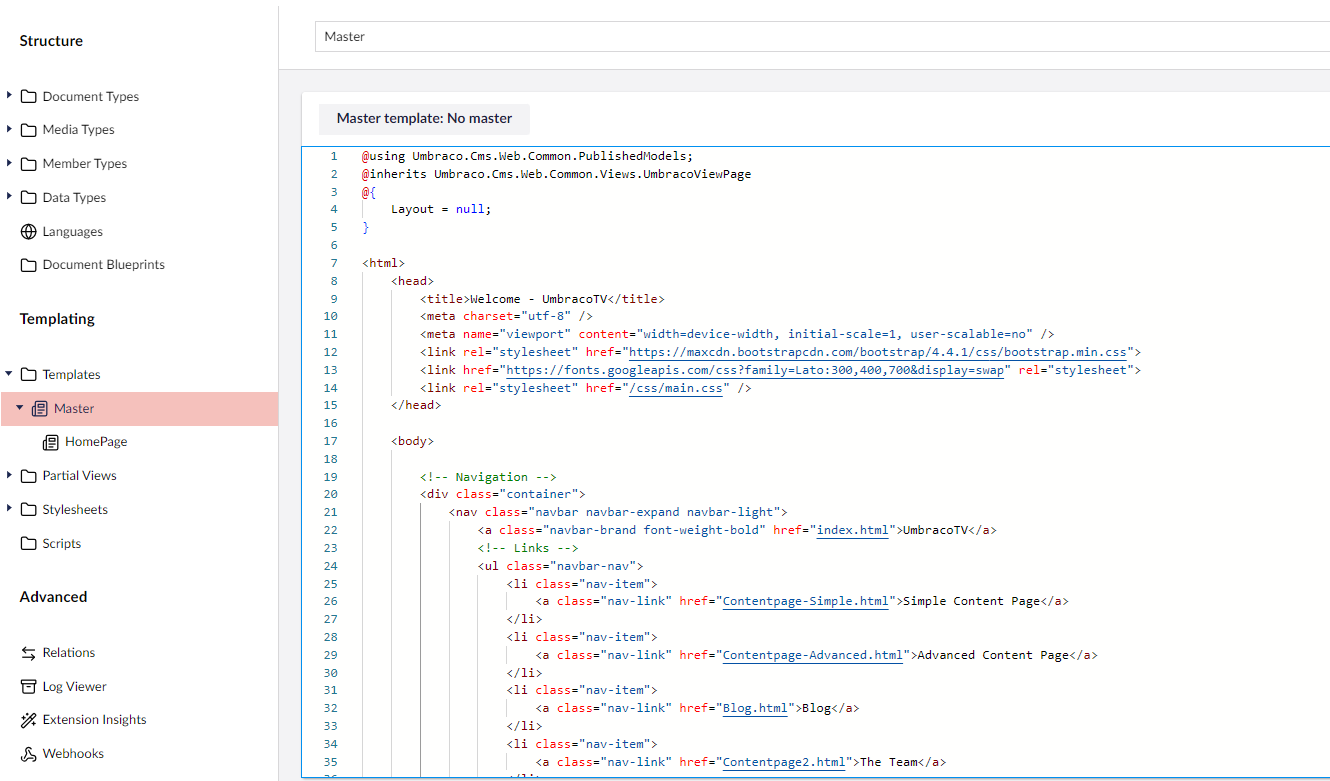 Structure
Document Types
Media Types
Member Types
Data Types
Languages
Document Blueprints
Templating
Templates
Master
HomePage
Partial Views
Stylesheets
Scripts
Advanced
Relations
Log Viewer
Extension Insights
Webhooks
Master
Master template: No master
1 @using Umbraco.Cms.Web.Common.PublishedModels;
2 @inherits Umbraco.Cms.Web.Common.Views.UmbracoViewPage
3 @{
4 Layout = null;
5 }
6
7 <html>
8 <head>
9 <title>Welcome - UmbracoTV</title>
10 <meta charset="utf-8" />
11 <meta name="viewport" content="width=device-width, initial-scale=1, user-scalable=no" />
12 <link rel="stylesheet" href="https://maxcdn.bootstrapcdn.com/bootstrap/4.4.1/css/bootstrap.min.css">
13 <link href="https://fonts.googleapis.com/css?family=Lato:300,400,700&display=swap" rel="stylesheet">
14 <link rel="stylesheet" href="/css/main.css" />
15 </head>
16
17 <body>
18
19 <!-- Navigation -->
20 <div class="container">
21 <nav class="navbar navbar-expand navbar-light">
22 <a class="navbar-brand font-weight-bold" href="index.html">UmbracoTV</a>
23 <!-- Links -->
24 <ul class="navbar-nav">
25 <li class="nav-item">
26 <a class="nav-link" href="Contentpage-Simple.html">Simple Content Page</a>
27 </li>
28 <li class="nav-item">
29 <a class="nav-link" href="Contentpage-Advanced.html">Advanced Content Page</a>
30 </li>
31 <li class="nav-item">
32 <a class="nav-link" href="Blog.html">Blog</a>
33 </li>
34 <li class="nav-item">
35 <a class="nav-link" href="Contentpage2.html">The Team</a>